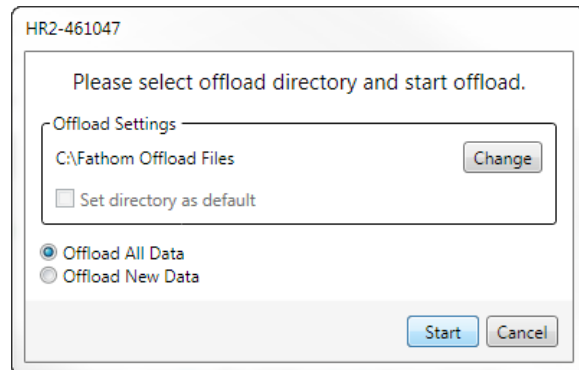 HR2-461047
Please select offload directory and start offload.
Offload Settings
C:\Fathom Offload Files
Change
Set directory as default
Offload All Data
Offload New Data
Start
Cancel